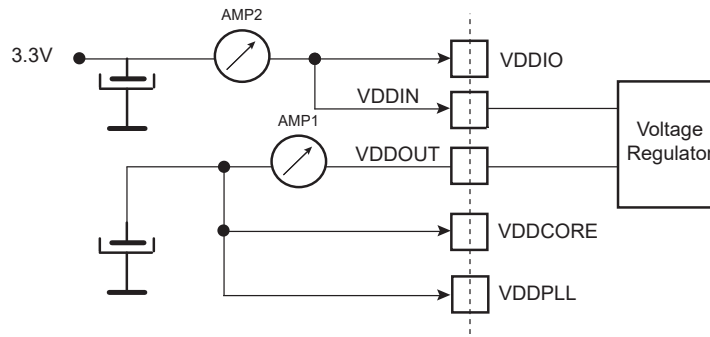 AMP2
3.3V
VDDIO
VDDIN
AMP1
Voltage
Regulator
VDDOUT
VDDCORE
VDDPLL